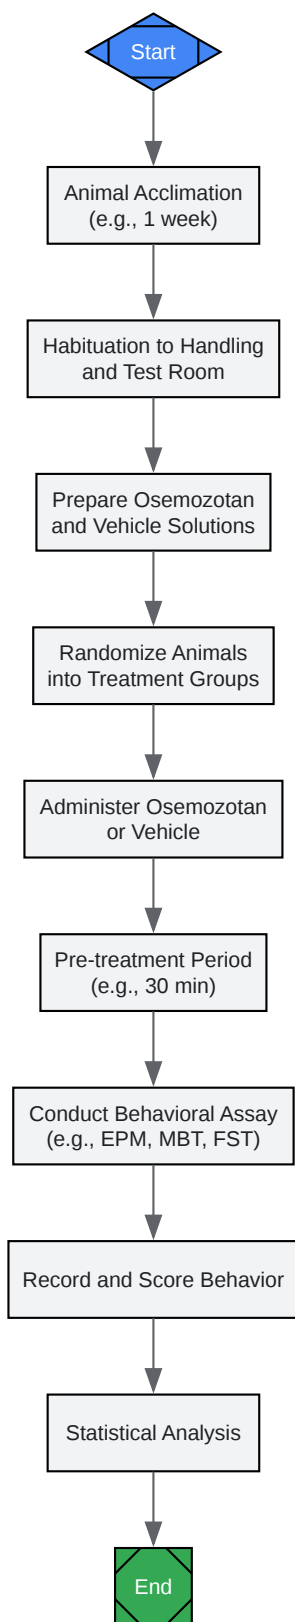 Start
Animal Acclimation
(e.g., 1 week)
Habituation to Handling
and Test Room
Prepare Osemozotan
and Vehicle Solutions
Randomize Animals
into Treatment Groups
Administer Osemozotan
or Vehicle
Pre-treatment Period
(e.g., 30 min)
Conduct Behavioral Assay
(e.g., EPM, MBT, FST)
Record and Score Behavior
Statistical Analysis
End